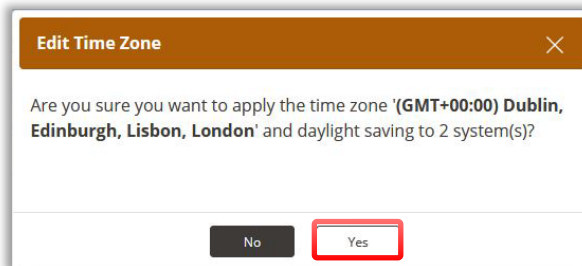 Edit Time Zone
Are you sure you want to apply the time zone '(GMT+00:00) Dublin,
Edinburgh, Lisbon, London' and daylight saving to 2 system(s)?
No
Yes